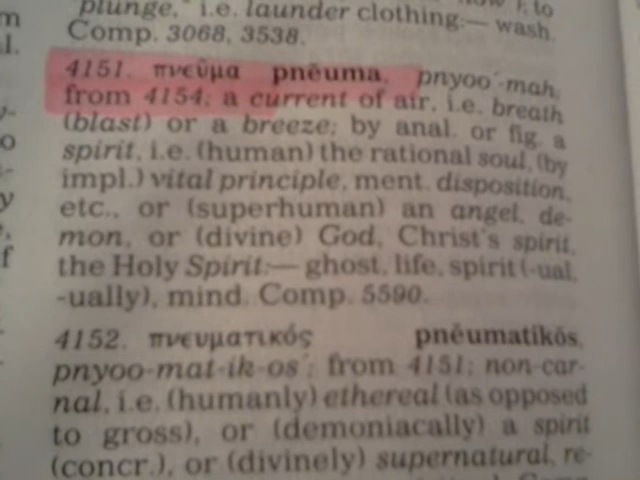 plunge," i.e. launder clothing:— wash.
Comp. 3068, 3538.
4151. πνεῦμα pnĕuma, pnyoo´-mah;
from 4154; a current of air, i.e. breath
(blast) or a breeze; by anal. or fig. a
spirit, i.e. (human) the rational soul, (by
impl.) vital principle, ment. disposition,
etc., or (superhuman) an angel, de-
mon, or (divine) God, Christ's spirit,
the Holy Spirit:— ghost, life, spirit (-ual,
-ually), mind. Comp. 5590.
4152. πνευματικός pnĕumatikŏs,
pnyoo-mat-ik-os´; from 4151; non-car-
nal, i.e. (humanly) ethereal (as opposed
to gross), or (demoniacally) a spirit
(concr.), or (divinely) supernatural, re-